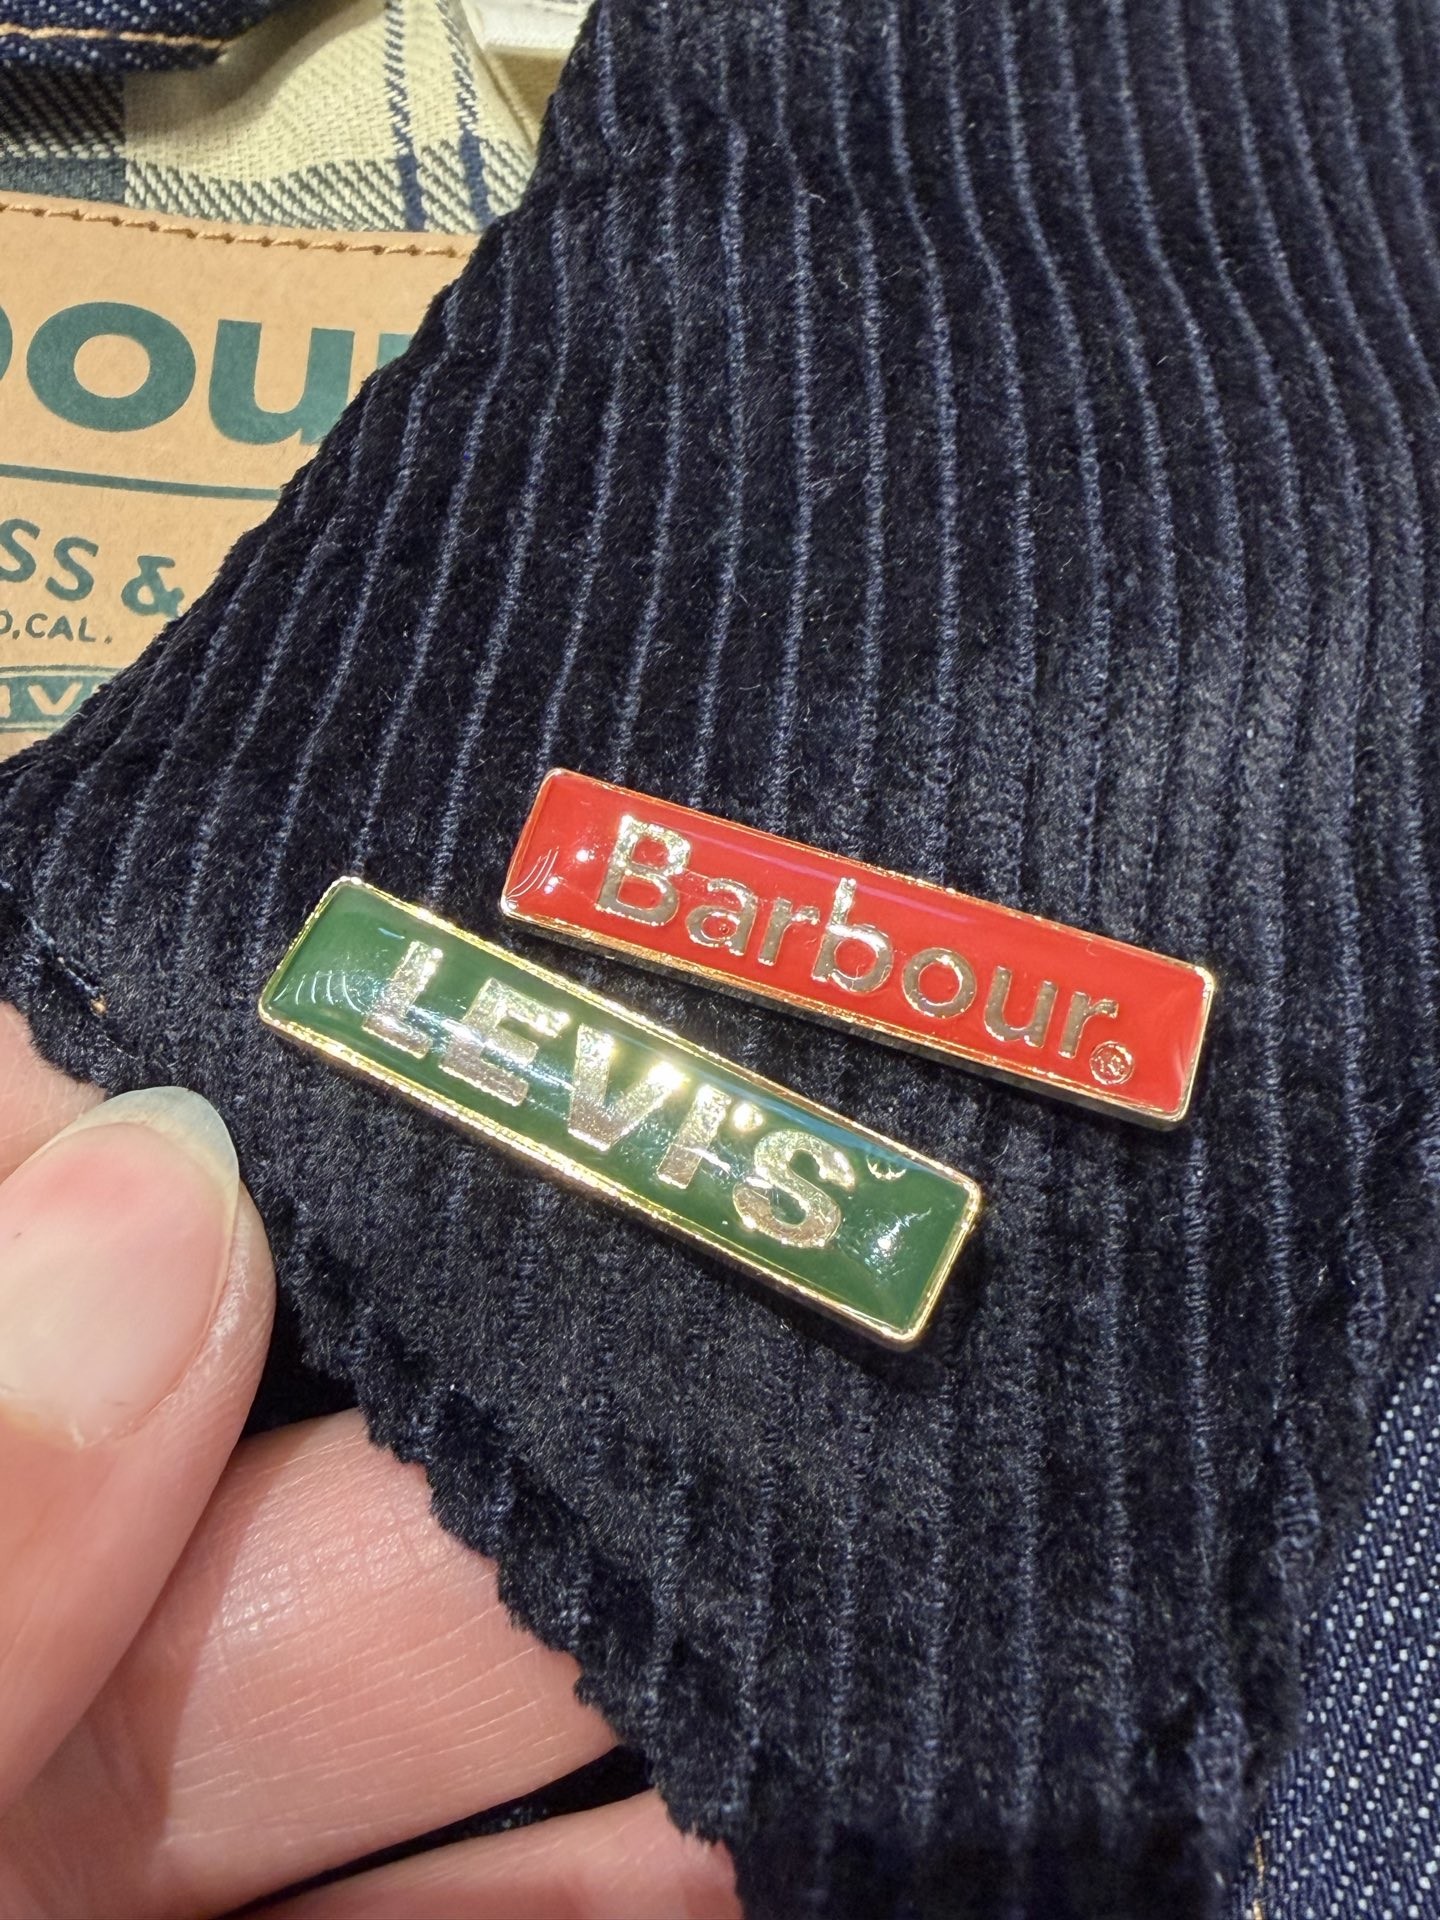 bour
SS &
O, CAL.
Barbour®
LEVI'S®